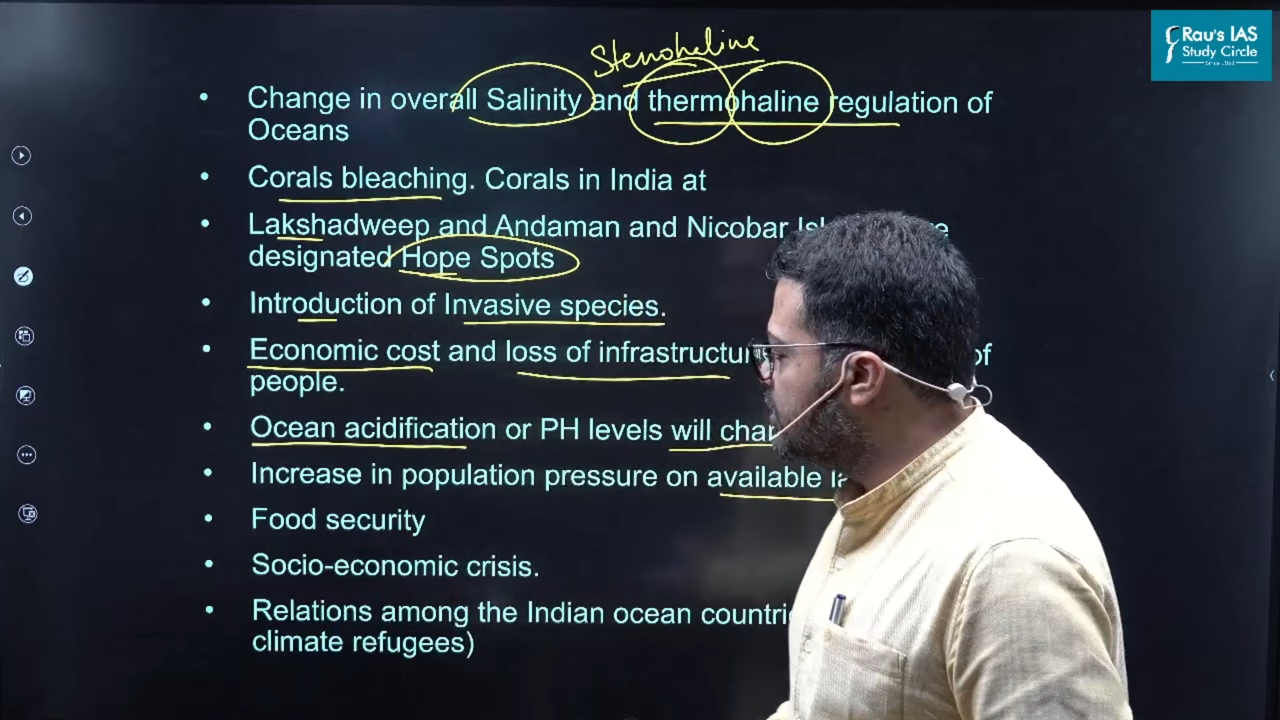 Rau's IAS
Study Circle
SINCE 1953
Stenohaline
• Change in overall Salinity and thermohaline regulation of
Oceans
• Corals bleaching. Corals in India at
• Lakshadweep and Andaman and Nicobar
designated Hope Spots
• Introduction of Invasive species.
• Economic cost and loss of of
people.
• Ocean acidification or PH levels will
• Increase in population pressure on available
• Food security
• Socio-economic crisis.
• Relations among the Indian ocean
climate refugees)